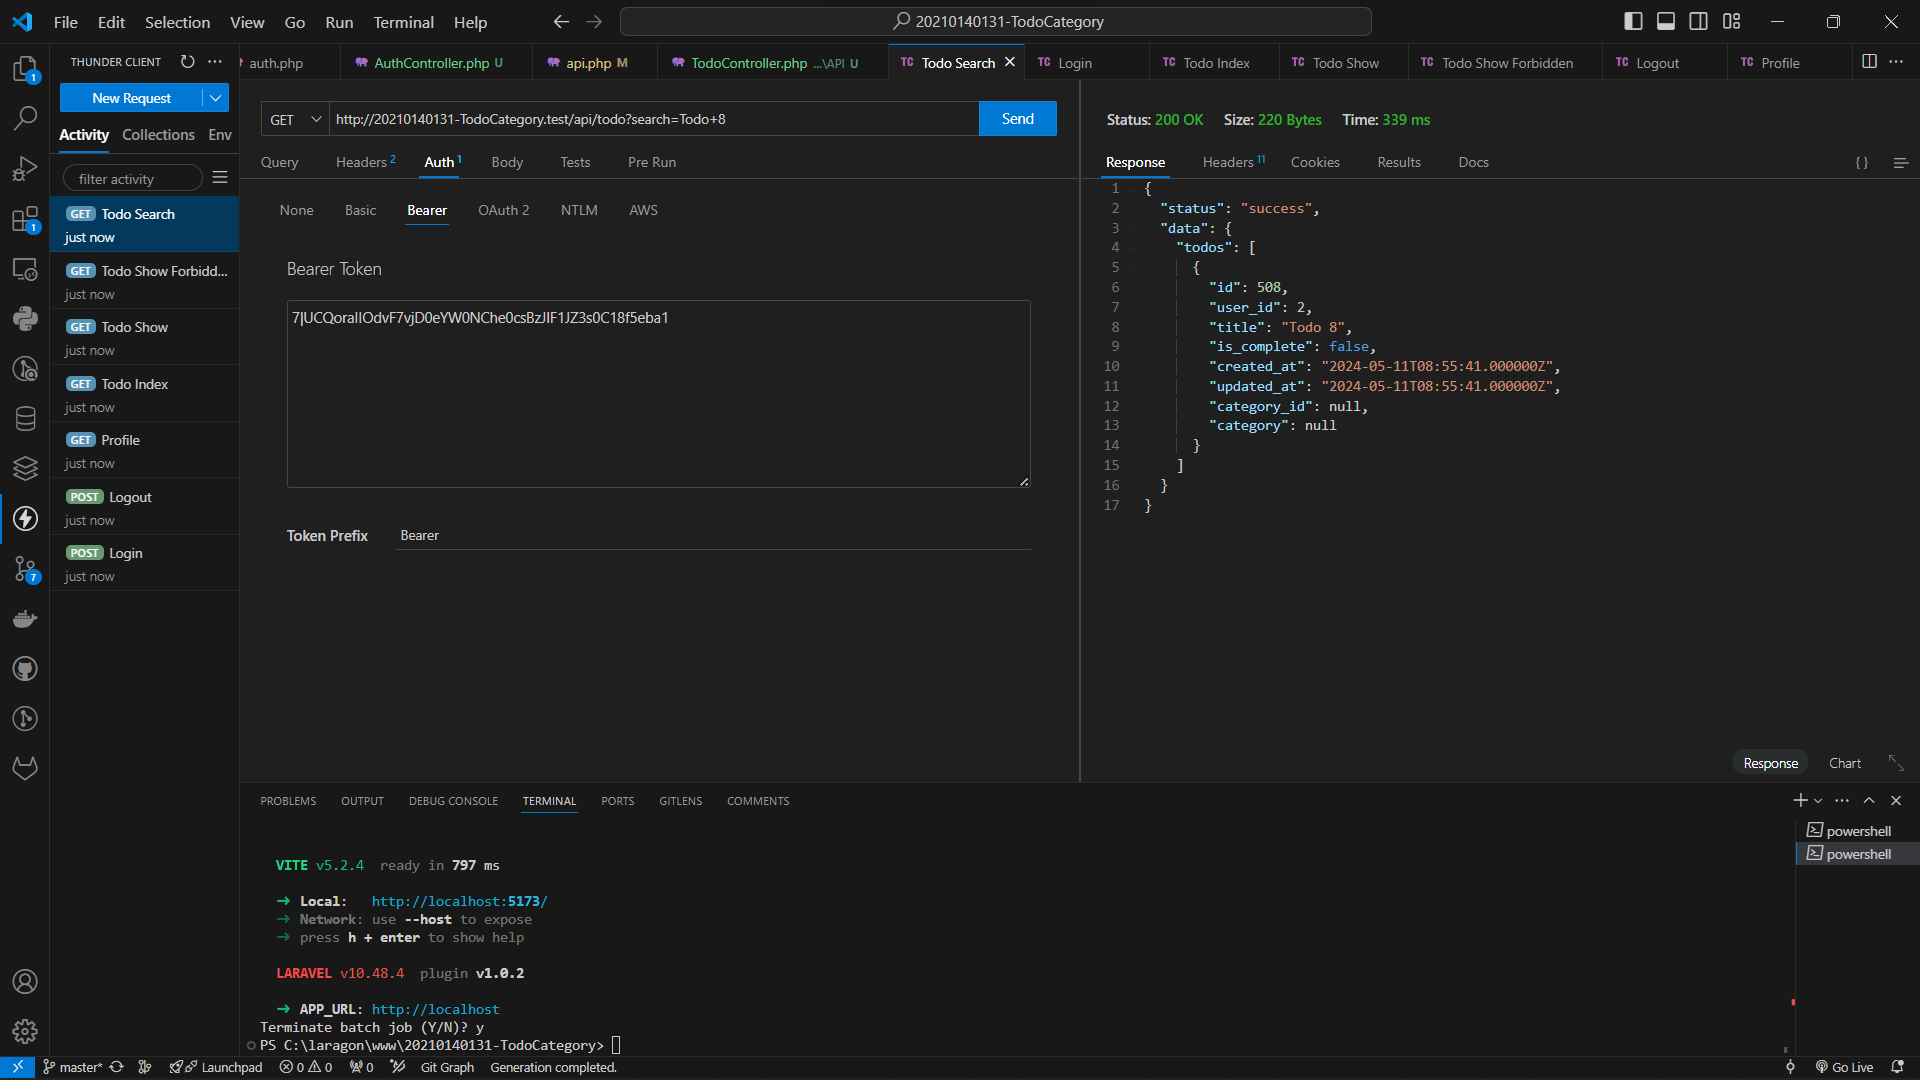 File Edit Selection View Go Run Terminal Help
20210140131-TodoCategory
THUNDER CLIENT
New Request
Activity Collections Env
filter activity
GET Todo Search
just now
GET Todo Show Forbidd...
just now
GET Todo Show
just now
GET Todo Index
just now
GET Profile
just now
POST Logout
just now
POST Login
just now
1
1
7
auth.php AuthController.php U api.php M TodoController.php ...\API U TC Todo Search TC Login TC Todo Index TC Todo Show TC Todo Show Forbidden TC Logout TC Profile
GET http://20210140131-TodoCategory.test/api/todo?search=Todo+8 Send
Query Headers 2 Auth 1 Body Tests Pre Run
None Basic Bearer OAuth 2 NTLM AWS
Bearer Token
Token Prefix Bearer
Status: 200 OK Size: 220 Bytes Time: 339 ms
Response Headers 11 Cookies Results Docs
{ }
1 {
2 "status": "success",
3 "data": {
4 "todos": [
5 {
6 "id": 508,
7 "user_id": 2,
8 "title": "Todo 8",
9 "is_complete": false,
10 "created_at": "2024-05-11T08:55:41.000000Z",
11 "updated_at": "2024-05-11T08:55:41.000000Z",
12 "category_id": null,
13 "category": null
14 }
15 ]
16 }
17 }
Response Chart
PROBLEMS OUTPUT DEBUG CONSOLE TERMINAL PORTS GITLENS COMMENTS
VITE v5.2.4 ready in 797 ms
➜ Local: http://localhost:5173/
➜ Network: use --host to expose
➜ press h + enter to show help
LARAVEL v10.48.4 plugin v1.0.2
➜ APP_URL: http://localhost
Terminate batch job (Y/N)? y
PS C:\laragon\www\20210140131-TodoCategory>
powershell
powershell
master* Launchpad 0 0 0 Git Graph Generation completed. Go Live